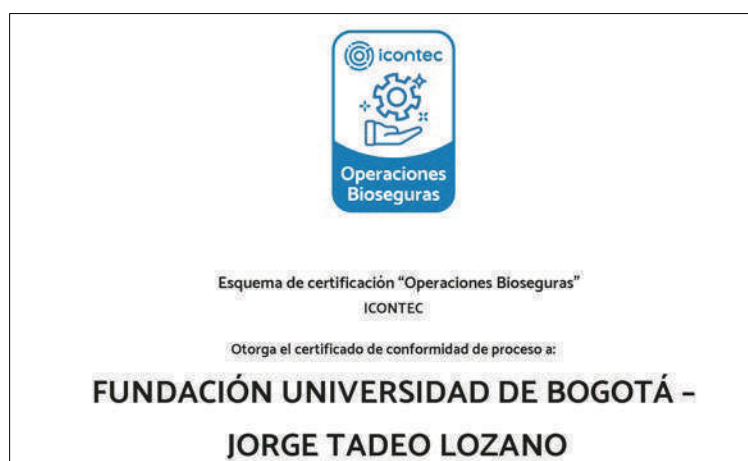 icontec
Operaciones
Bioseguras
Esquema de certificación “Operaciones Bioseguras”
ICONTEC
Otorga el certificado de conformidad de proceso a:
FUNDACIÓN UNIVERSIDAD DE BOGOTÁ –
JORGE TADEO LOZANO